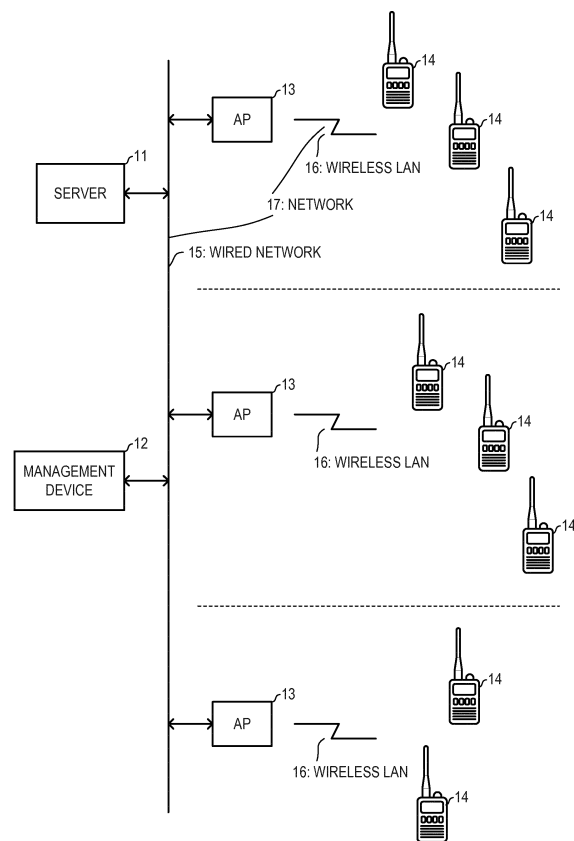 14
13
14
AP
11
16: WIRELESS LAN
SERVER
14
17: NETWORK
15: WIRED NETWORK
14
13
14
AP
12
16: WIRELESS LAN
MANAGEMENT
DEVICE
14
14
13
AP
16: WIRELESS LAN
14